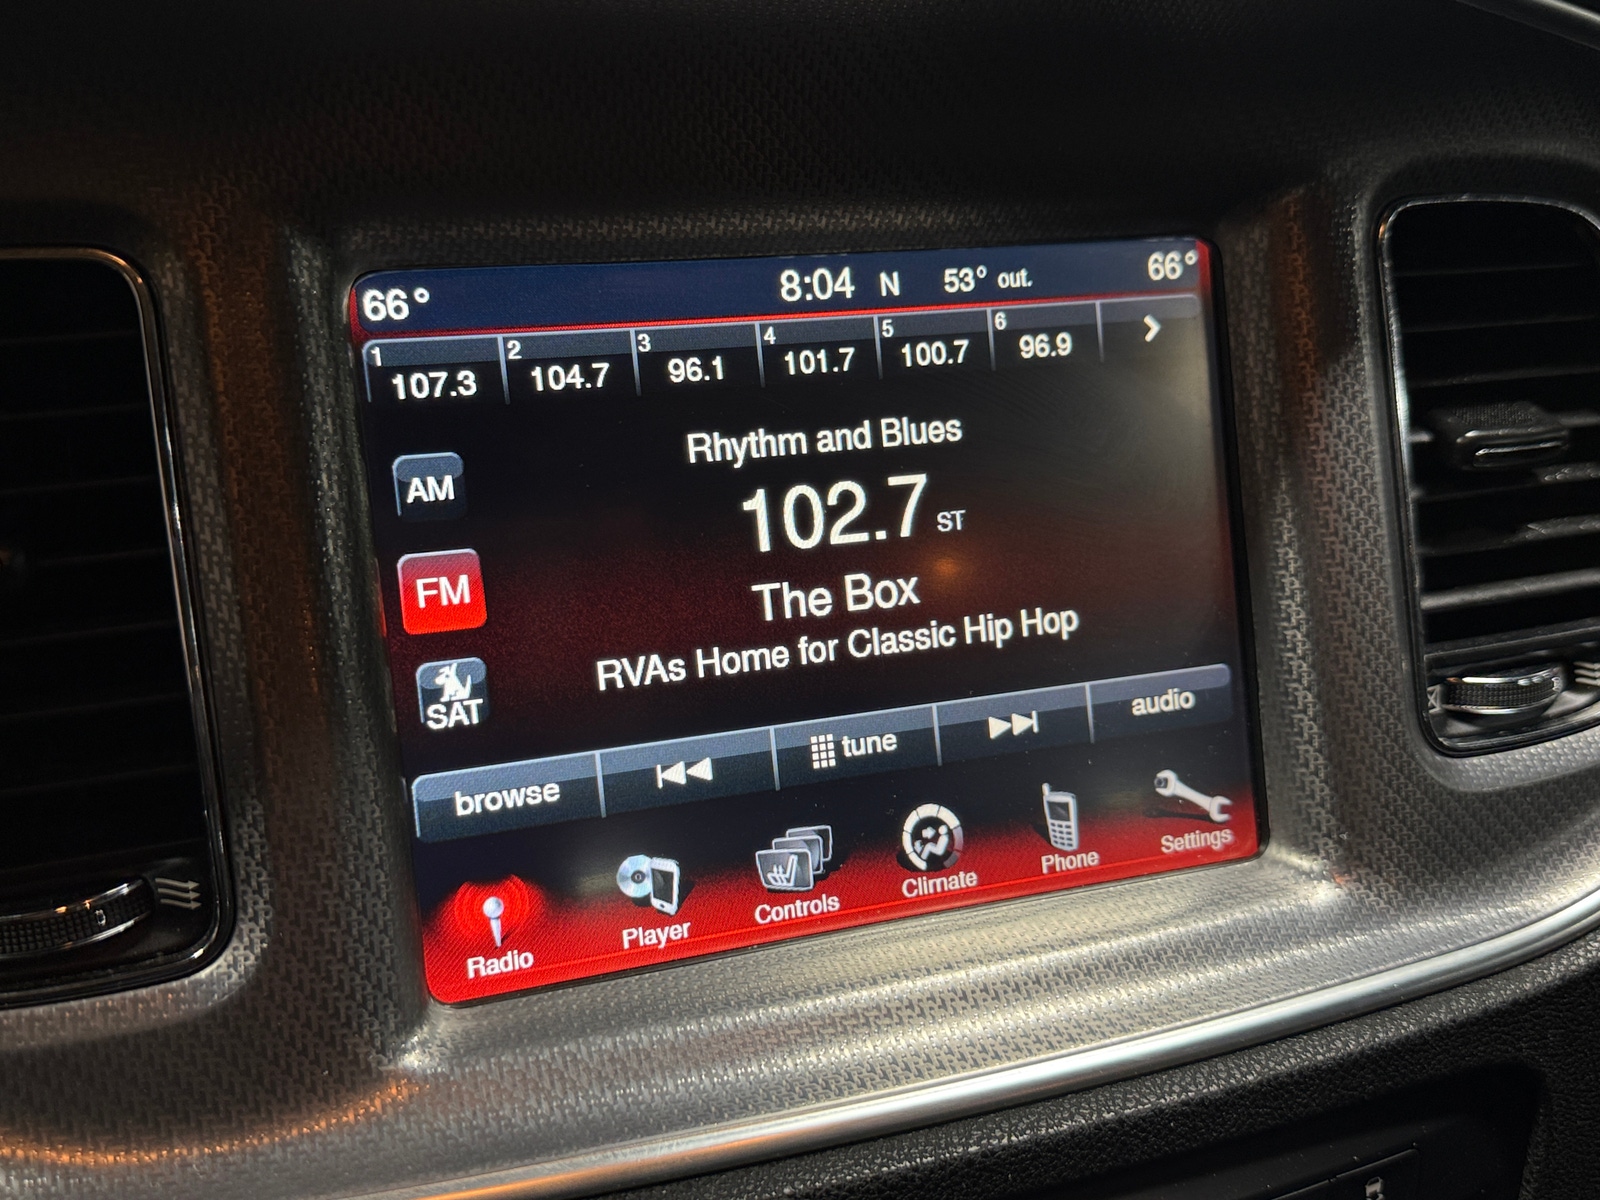 66° 8:04 N 53° out. 66°
1 107.3 2 104.7 3 96.1 4 101.7 5 100.7 6 96.9
Rhythm and Blues
AM
102.7 ST
FM
The Box
RVAs Home for Classic Hip Hop
SAT
browse tune audio
Radio Player Controls Climate Phone Settings